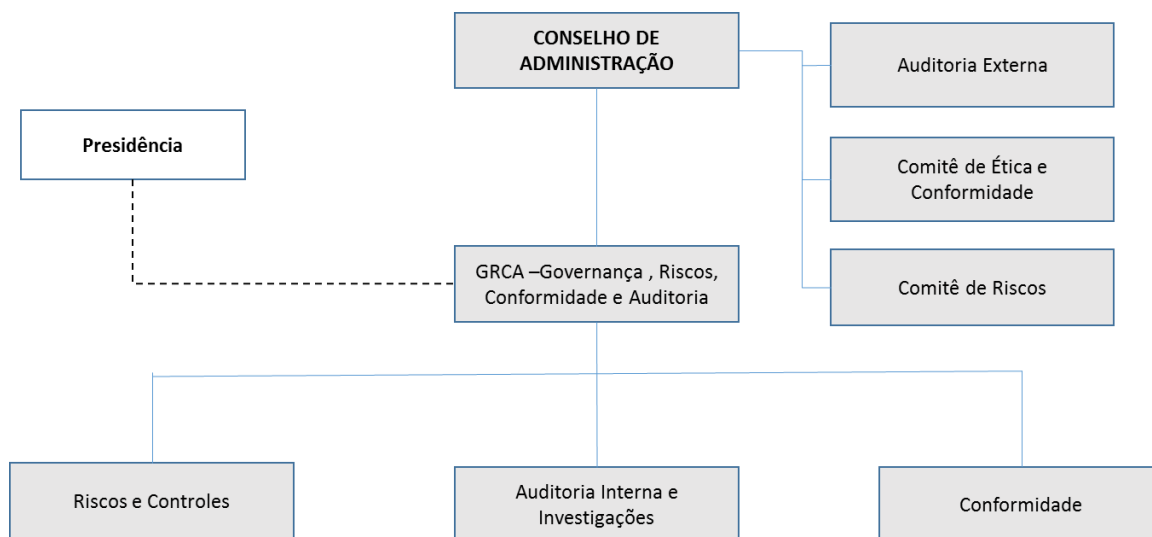 CONSELHO DE
ADMINISTRAÇÃO
Auditoria Externa
Presidência
Comitê de Ética e
Conformidade
GRCA –Governança , Riscos,
Conformidade e Auditoria
Comitê de Riscos
Riscos e Controles
Auditoria Interna e
Investigações
Conformidade